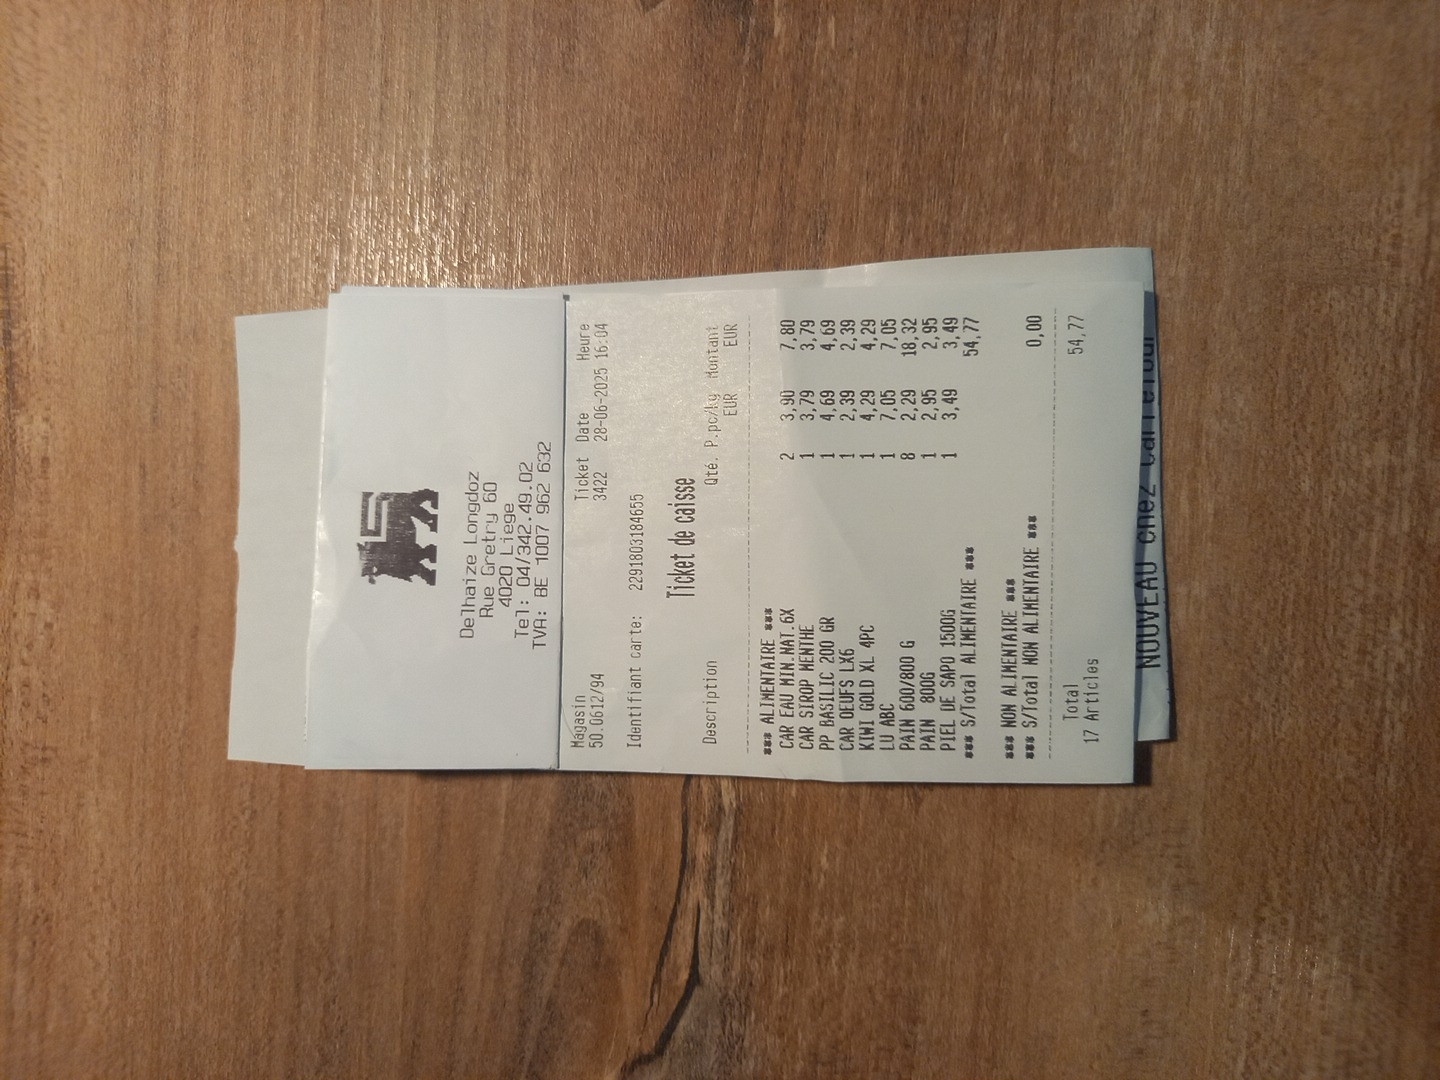 Delhaize Longdoz
Rue Gretry 60
4020 Liege
Tel: 04/342.49.02
TVA: BE 1007 962 632
Magasin Ticket Date Heure
50.0612/94 3422 28-06-2025 16:04
Identifiant carte: 2291803184655
Ticket de caisse
Description Qté. P.pc/kg Montant
EUR EUR
*** ALIMENTAIRE ***
CAR EAU MIN.NAT.6X 2 3,90 7,80
CAR SIROP MENTHE 1 3,79 3,79
PP BASILIC 200 GR 1 4,69 4,69
CAR OEUFS LX6 1 2,39 2,39
KIWI GOLD XL 4PC 1 4,29 4,29
LU ABC 1 7,05 7,05
PAIN 600/800 G 8 2,29 18,32
PAIN 800G 1 2,95 2,95
PIEL DE SAPO 1500G 1 3,49 3,49
*** S/Total ALIMENTAIRE *** 54,77
*** NON ALIMENTAIRE ***
*** S/Total NON ALIMENTAIRE *** 0,00
Total 54,77
17 Articles
NOUVEAU chez Carrefour